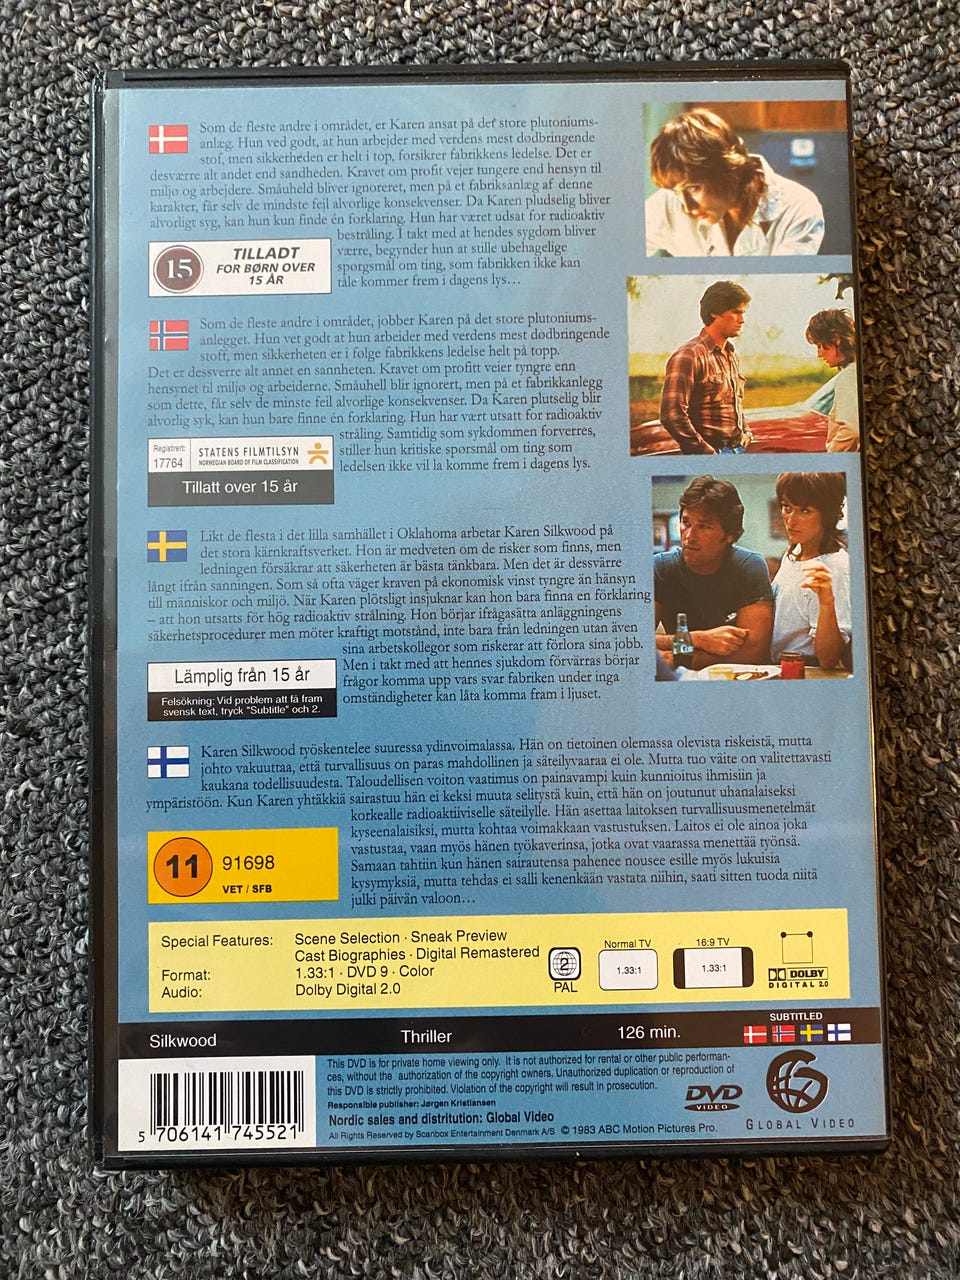 Som de fleste andre i området, er Karen ansat på det store plutoniums-
anlæg. Hun ved godt, at hun arbejder med verdens mest dødbringende
stof, men sikkerheden er helt i top, forsikrer fabrikkens ledelse. Det er
desværre alt andet end sandheden. Kravet om profit vejer tungere end hensyn til
miljø og arbejdere. Småuheld bliver ignoreret, men på et fabriksanlæg af denne
karakter, får selv de mindste fejl alvorlige konsekvenser. Da Karen pludselig bliver
alvorligt syg, kan hun kun finde én forklaring. Hun har været udsat for radioaktiv
bestråling. I takt med at hendes sygdom bliver
værre, begynder hun at stille ubehagelige
spørgsmål om ting, som fabrikken ikke kan
tåle kommer frem i dagens lys...
15
TILLADT
FOR BØRN OVER
15 ÅR
Som de fleste andre i området, jobber Karen på det store plutoniums-
anlegget. Hun vet godt at hun arbeider med verdens mest dødbringende
stoff, men sikkerheten er i følge fabrikkens ledelse helt på topp.
Det er dessverre alt annet en sannheten. Kravet om profitt veier tyngre enn
hensynet til miljø og arbeiderne. Småuhell blir ignorert, men på et fabrikkanlegg
som dette, får selv de minste feil alvorlige konsekvenser. Da Karen plutselig blir
alvorlig syk, kan hun bare finne én forklaring. Hun har vært utsatt for radioaktiv
stråling. Samtidig som sykdommen forverres,
stiller hun kritiske spørsmål om ting som
ledelsen ikke vil la komme frem i dagens lys.
Registrert:
17764
STATENS FILMTILSYN
NORWEGIAN BOARD OF FILM CLASSIFICATION
Tillatt over 15 år
Likt de flesta i det lilla samhället i Oklahoma arbetar Karen Silkwood på
det stora kärnkraftsverket. Hon är medveten om de risker som finns, men
ledningen försäkrar att säkerheten är bästa tänkbara. Men det är dessvärre
långt ifrån sanningen. Som så ofta väger kraven på ekonomisk vinst tyngre än hänsyn
till människor och miljö. När Karen plötsligt insjuknar kan hon bara finna en förklaring
– att hon utsatts för hög radioaktiv strålning. Hon börjar ifrågasätta anläggningens
säkerhetsprocedurer men möter kraftigt motstånd, inte bara från ledningen utan även
sina arbetskollegor som riskerar att förlora sina jobb.
Men i takt med att hennes sjukdom förvärras börjar
frågor komma upp vars svar fabriken under inga
omständigheter kan låta komma fram i ljuset.
Lämplig från 15 år
Felsökning: Vid problem att få fram
svensk text, tryck "Subtitle" och 2.
Karen Silkwood työskentelee suuressa ydinvoimalassa. Hän on tietoinen olemassa olevista riskeistä, mutta
johto vakuuttaa, että turvallisuus on paras mahdollinen ja säteilyvaaraa ei ole. Mutta tuo väite on valitettavasti
kaukana todellisuudesta. Taloudellisen voiton vaatimus on painavampi kuin kunnioitus ihmisiin ja
ympäristöön. Kun Karen yhtäkkiä sairastuu hän ei keksi muuta selitystä kuin, että hän on joutunut uhanalaiseksi
korkealle radioaktiiviselle säteilylle. Hän asettaa laitoksen turvallisuusmenetelmät
kyseenalaisiksi, mutta kohtaa voimakkaan vastustuksen. Laitos ei ole ainoa joka
vastustaa, vaan myös hänen työkaverinsa, jotka ovat vaarassa menettää työnsä.
Samaan tahtiin kun hänen sairautensa pahenee nousee esille myös lukuisia
kysymyksiä, mutta tehdas ei salli kenenkään vastata niihin, saati sitten tuoda niitä
julki päivän valoon...
11
91698
VET / SFB
Special Features: Scene Selection · Sneak Preview
Cast Biographies · Digital Remastered
Format: 1.33:1 · DVD 9 · Color
Audio: Dolby Digital 2.0
2
PAL
Normal TV
1.33:1
16:9 TV
1.33:1
DOLBY
DIGITAL 2.0
Silkwood Thriller 126 min.
SUBTITLED
5 706141 745521
This DVD is for private home viewing only. It is not authorized for rental or other public performan-
ces, without the authorization of the copyright owners. Unauthorized duplication or reproduction of
this DVD is strictly prohibited. Violation of the copyright will result in prosecution.
Responsible publisher: Jørgen Kristiansen
Nordic sales and distrítution: Global Video
All Rights Reserved by Scanbox Entertainment Denmark A/S © 1983 ABC Motion Pictures Pro.
DVD
VIDEO
GLOBAL VIDEO